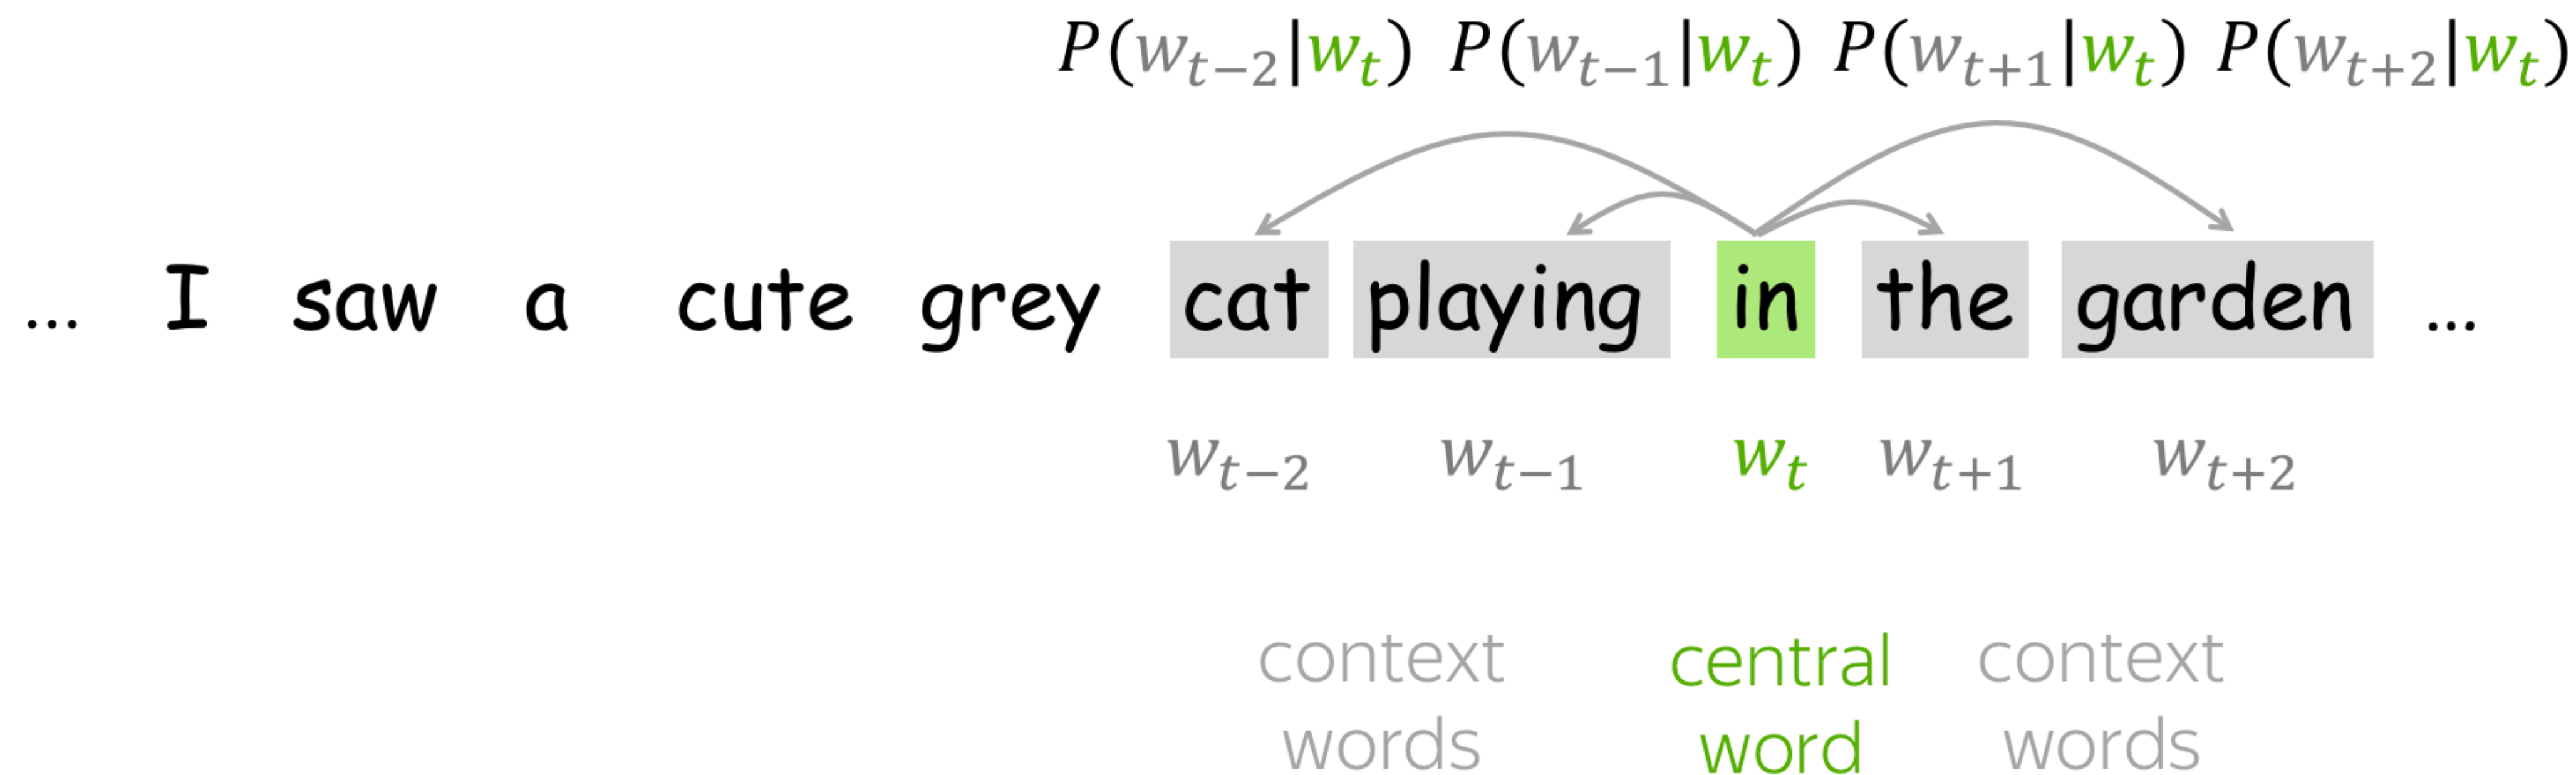 P(w_{t−2}|w_t) P(w_{t−1}|w_t) P(w_{t+1}|w_t) P(w_{t+2}|w_t)
... I saw a cute grey cat playing in the garden ...
w_{t−2} w_{t−1} w_t w_{t+1} w_{t+2}
context central context
words word words